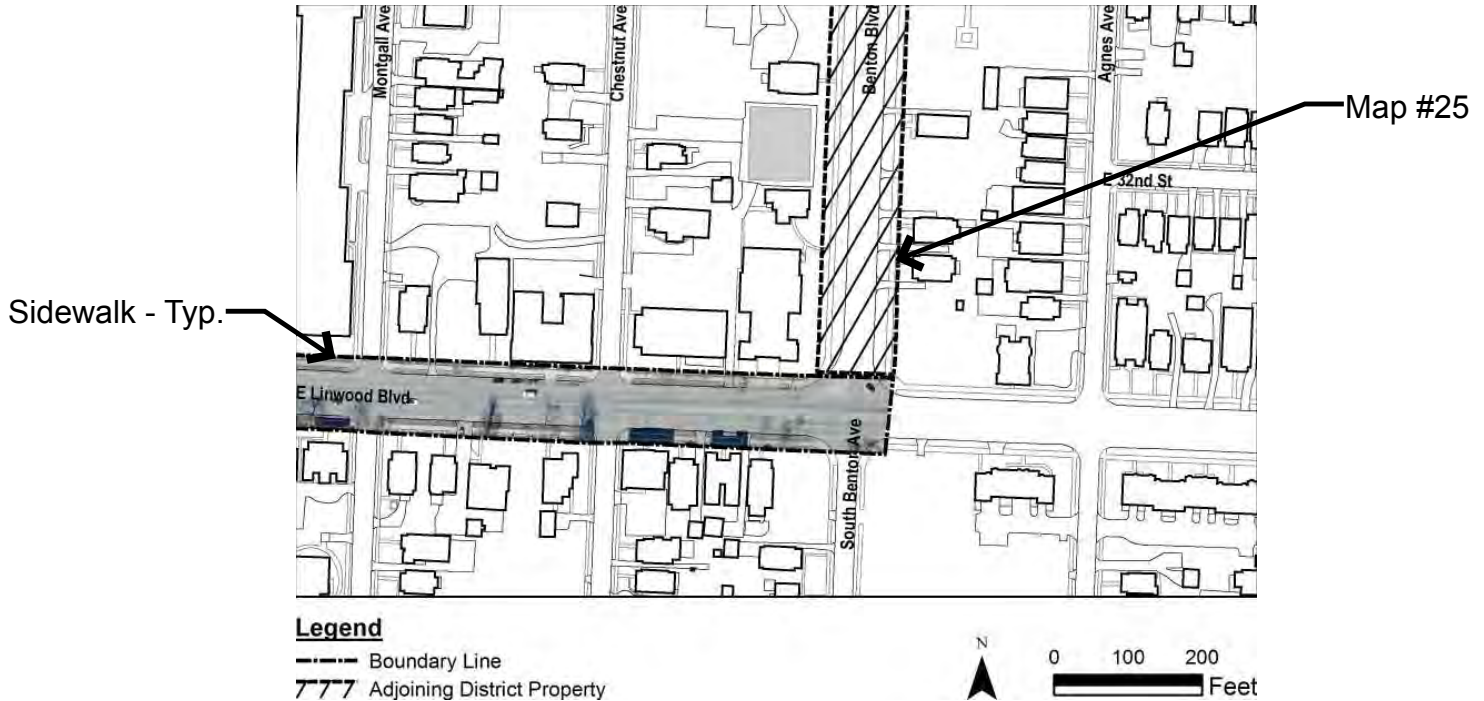 Montgall Ave
Chestnut Ave
Benton Blvd
Agnes Ave
Map #25
E 32nd St
Sidewalk - Typ.
E Linwood Blvd
South Benton Ave
Legend
Boundary Line
Adjoining District Property
N
0 100 200
Feet